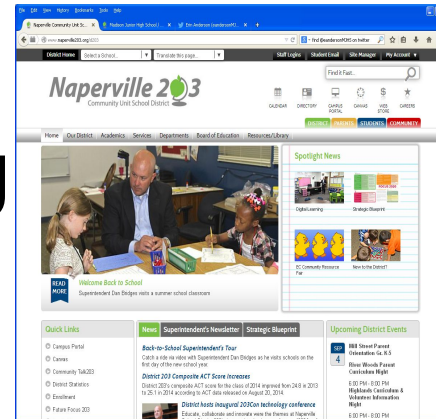 File Edit View History Bookmarks Tools Help
Naperville Community Unit Sc... Madison Junior High School / ... Erin Anderson (eandersonMJ...
www.naperville203.org
find @eandersonMJHS on twitter
District Home Select a School... Translate this page... Staff Logins Student Email Site Manager My Account
Find it Fast...
Naperville 203
Community Unit School District
CALENDAR DIRECTORY CAMPUS PORTAL CANVAS WEB STORE CAREERS
DISTRICT PARENTS STUDENTS COMMUNITY
Home Our District Academics Services Departments Board of Education Resources/Library
Spotlight News
Digital Learning Strategic Blueprint
EC Community Resource Fair New to the District?
READ MORE
Welcome Back to School
Superintendent Dan Bridges visits a summer school classroom
Quick Links
Campus Portal
Canvas
Community Talk203
District Statistics
Enrollment
Future Focus 203
News Superintendent's Newsletter Strategic Blueprint
Back-to-School Superintendent's Tour
Catch a ride via video with Superintendent Dan Bridges as he visits schools on the
first day of the new school year.
District 203 Composite ACT Score Increases
District 203's composite ACT score for the class of 2014 improved from 24.8 in 2013
to 25.1 in 2014 according to ACT data released on August 20, 2014.
District hosts inaugural 203Con technology conference
Educate, collaborate and innovate were the themes at Naperville
Upcoming District Events
SEP 4
Mill Street Parent
Orientation Gr. K-5
River Woods Parent
Curriculum Night
6:00 PM - 8:00 PM
Highlands Curriculum &
Volunteer Information
Night
6:00 PM - 8:00 PM